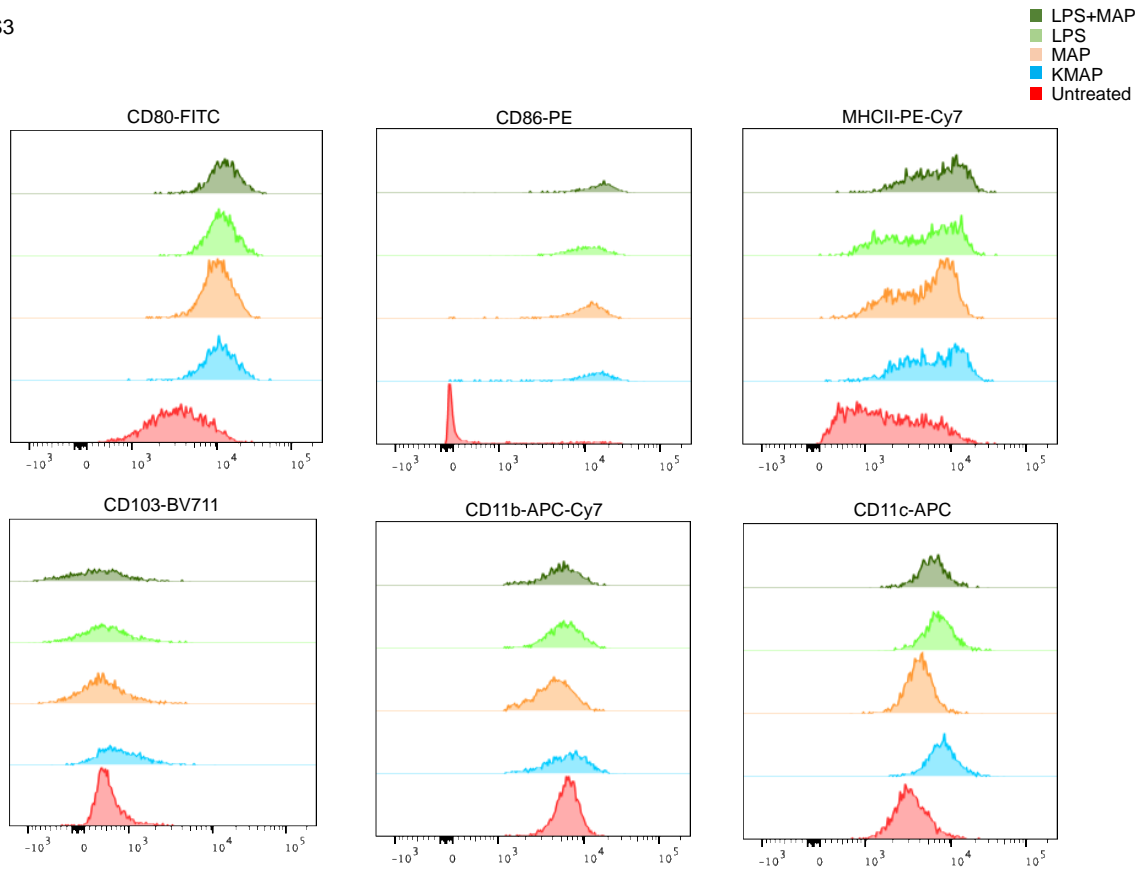 S3
LPS+MAP
LPS
MAP
KMAP
Untreated
CD80-FITC
CD86-PE
MHCII-PE-Cy7
-10³ 0 10³ 10⁴ 10⁵
-10³ 0 10³ 10⁴ 10⁵
-10³ 0 10³ 10⁴ 10⁵
CD103-BV711
CD11b-APC-Cy7
CD11c-APC
-10³ 0 10³ 10⁴ 10⁵
-10³ 0 10³ 10⁴ 10⁵
-10³ 0 10³ 10⁴ 10⁵